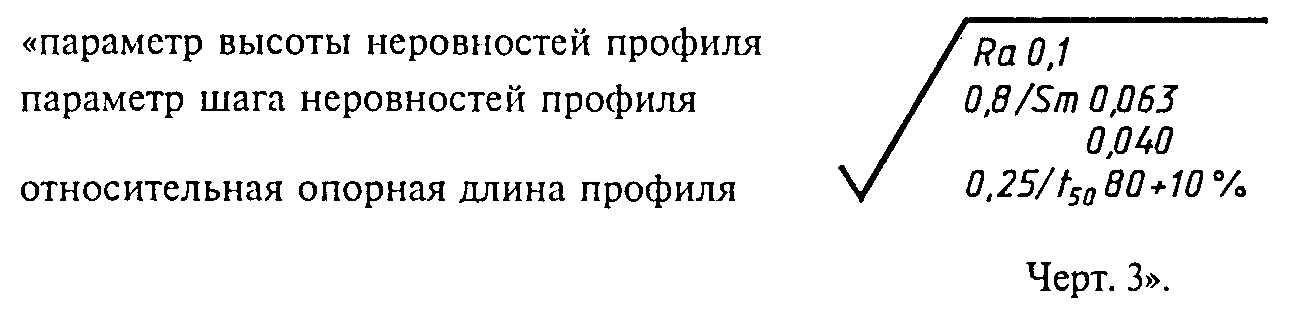 «параметр высоты неровностей профиля
Ra 0,1
параметр шага неровностей профиля
0,8/Sm 0,063
0,040
относительная опорная длина профиля
0,25/t50 80+10 %
Черт. 3».